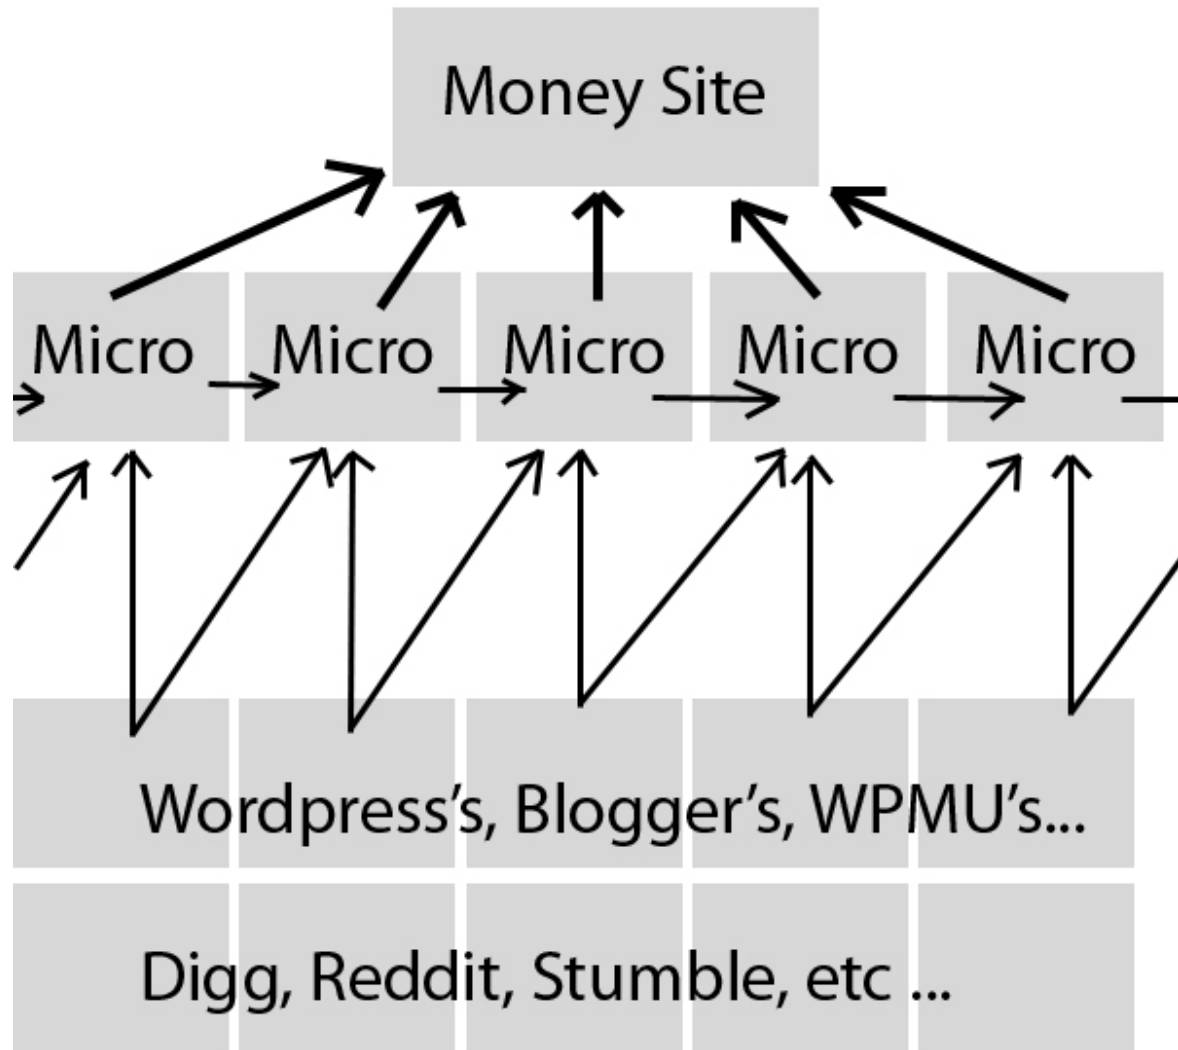 Money Site
Micro Micro Micro Micro Micro
Wordpress’s, Blogger’s, WPMU’s...
Digg, Reddit, Stumble, etc ...